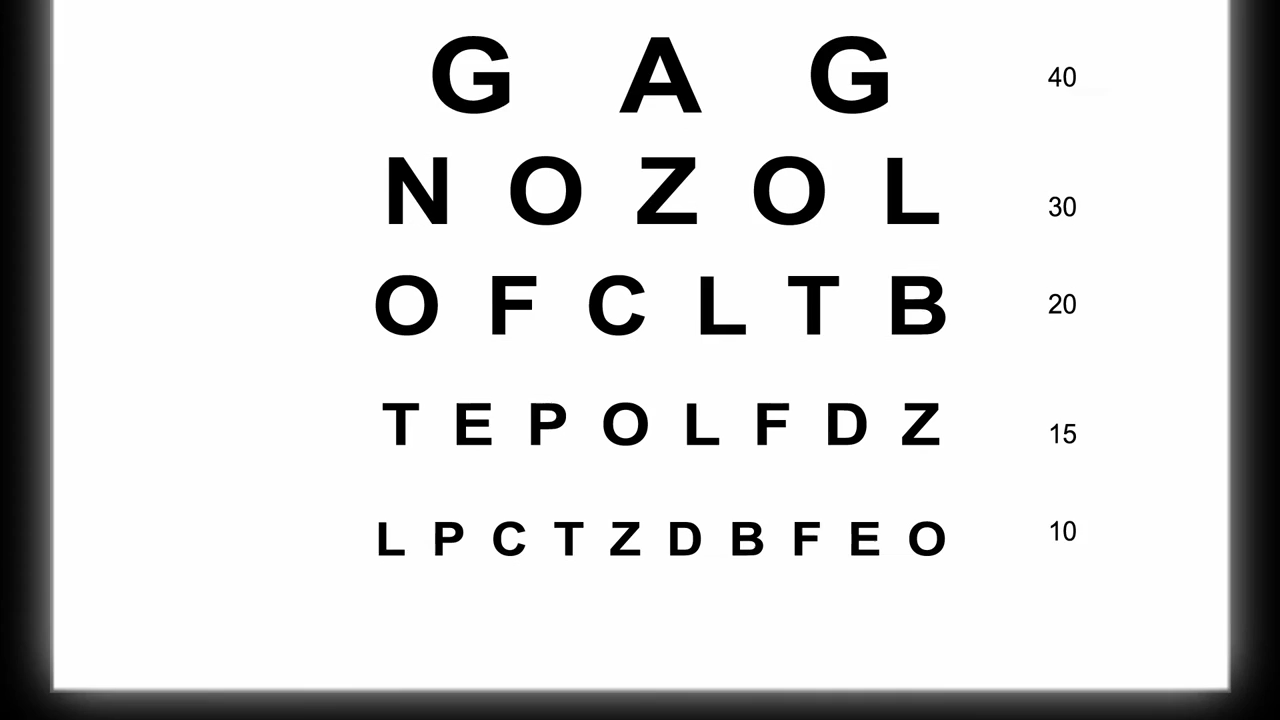 G A G 40
N O Z O L 30
O F C L T B 20
T E P O L F D Z 15
L P C T Z D B F E O 10